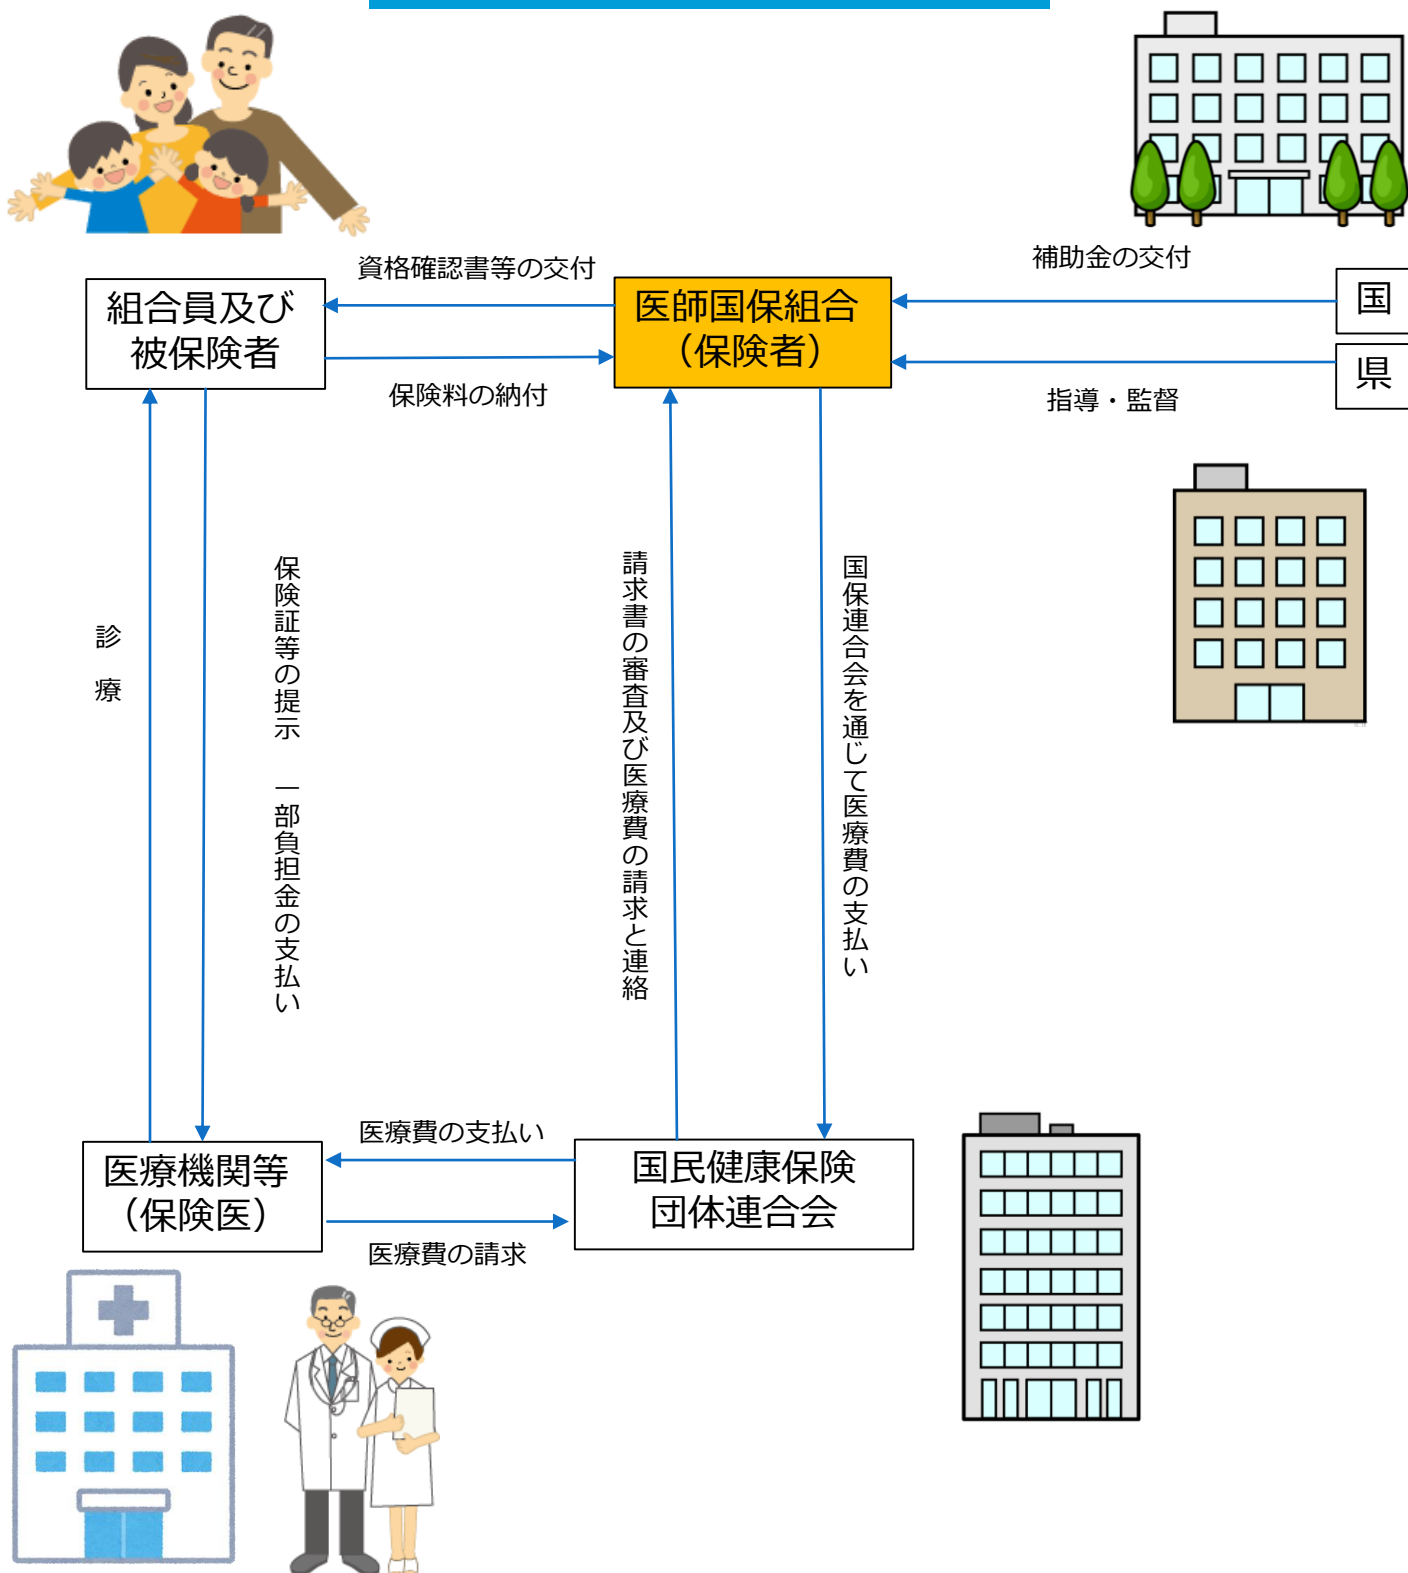 資格確認書等の交付
補助金の交付
組合員及び
被保険者
医師国保組合
（保険者）
国
県
保険料の納付
指導・監督
診療
保険証等の提示　一部負担金の支払い
請求書の審査及び医療費の請求と連絡
国保連合会を通じて医療費の支払い
医療費の支払い
医療機関等
（保険医）
国民健康保険
団体連合会
医療費の請求